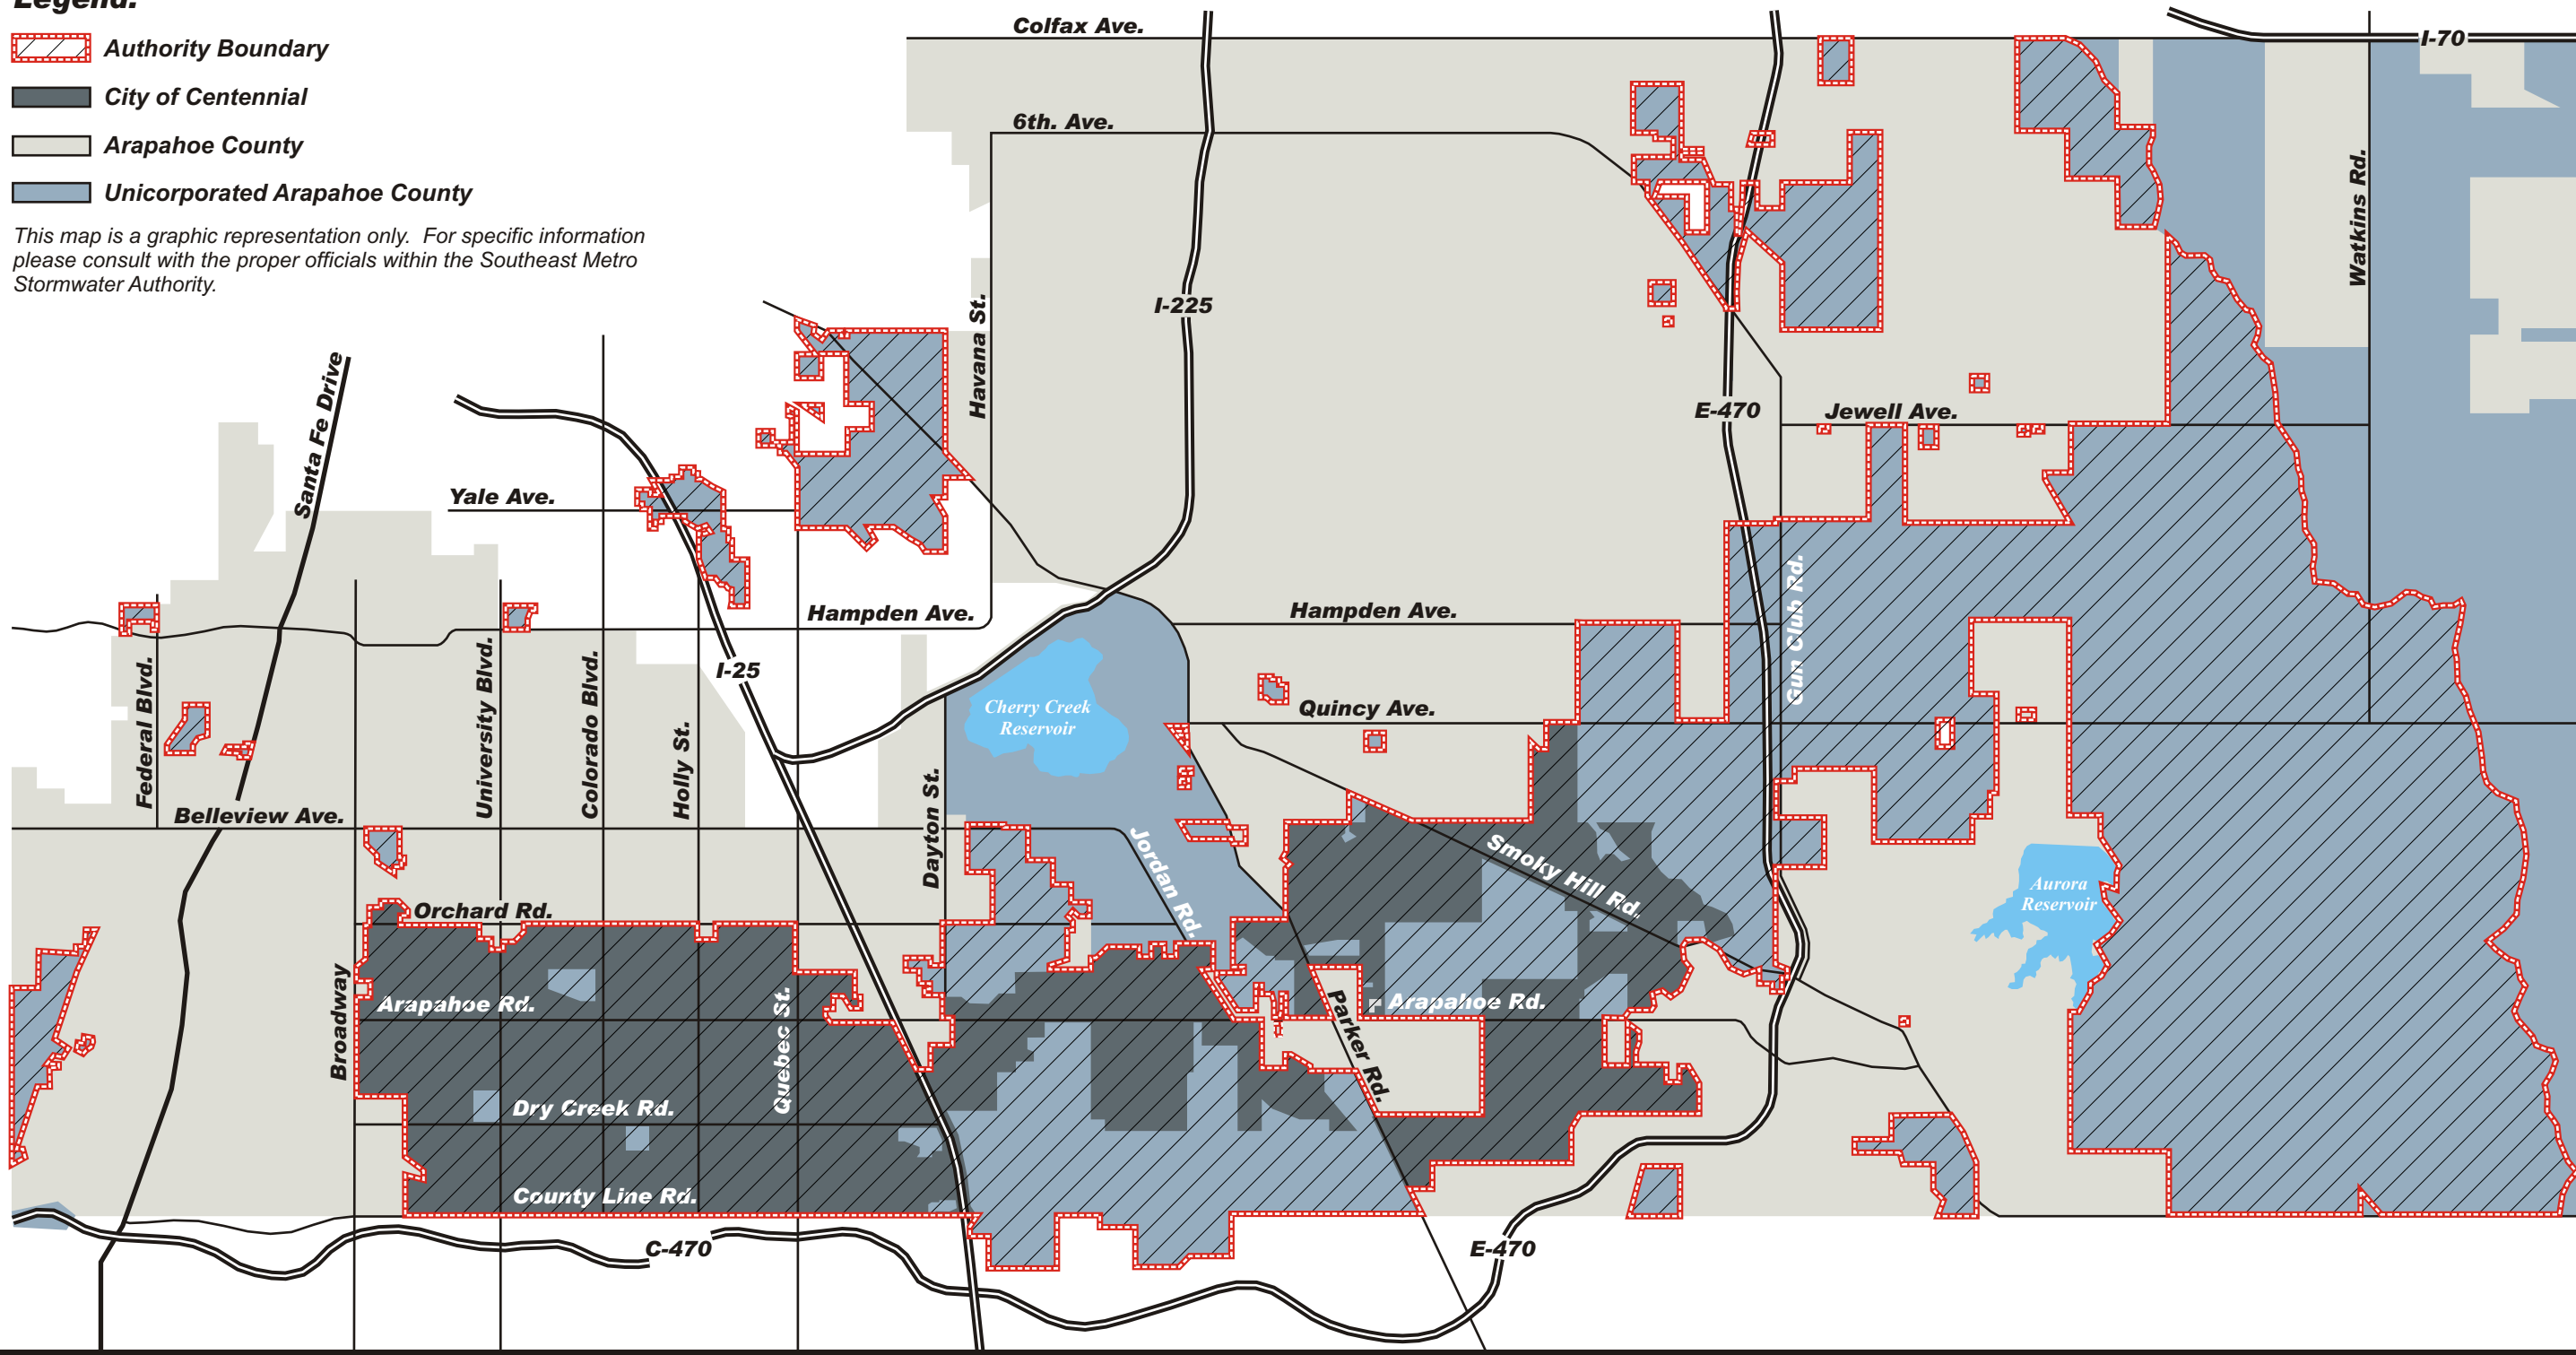 Legend:
Authority Boundary
City of Centennial
Arapahoe County
Unicorporated Arapahoe County
This map is a graphic representation only. For specific information
please consult with the proper officials within the Southeast Metro
Stormwater Authority.
Colfax Ave.
I-70
6th. Ave.
Watkins Rd.
I-225
Havana St.
Santa Fe Drive
E-470
Jewell Ave.
Yale Ave.
Gun Club Rd.
Hampden Ave.
Hampden Ave.
Federal Blvd.
University Blvd.
Colorado Blvd.
Holly St.
I-25
Cherry Creek
Reservoir
Quincy Ave.
Belleview Ave.
Dayton St.
Jordan Rd.
Smoky Hill Rd.
Aurora
Reservoir
Orchard Rd.
Broadway
Arapahoe Rd.
Quebec St.
Parker Rd.
Arapahoe Rd.
Dry Creek Rd.
County Line Rd.
C-470
E-470